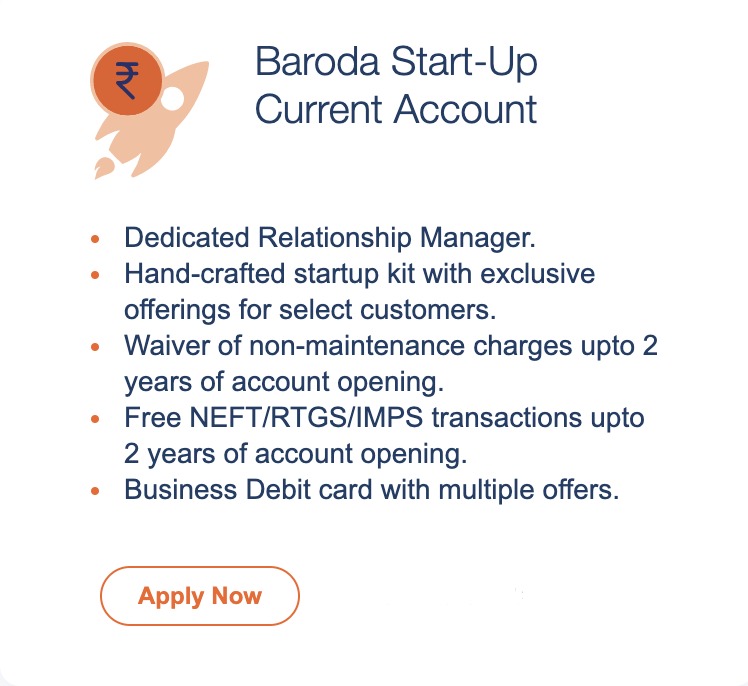 ₹
Baroda Start-Up
Current Account
• Dedicated Relationship Manager.
• Hand-crafted startup kit with exclusive
offerings for select customers.
• Waiver of non-maintenance charges upto 2
years of account opening.
• Free NEFT/RTGS/IMPS transactions upto
2 years of account opening.
• Business Debit card with multiple offers.
Apply Now